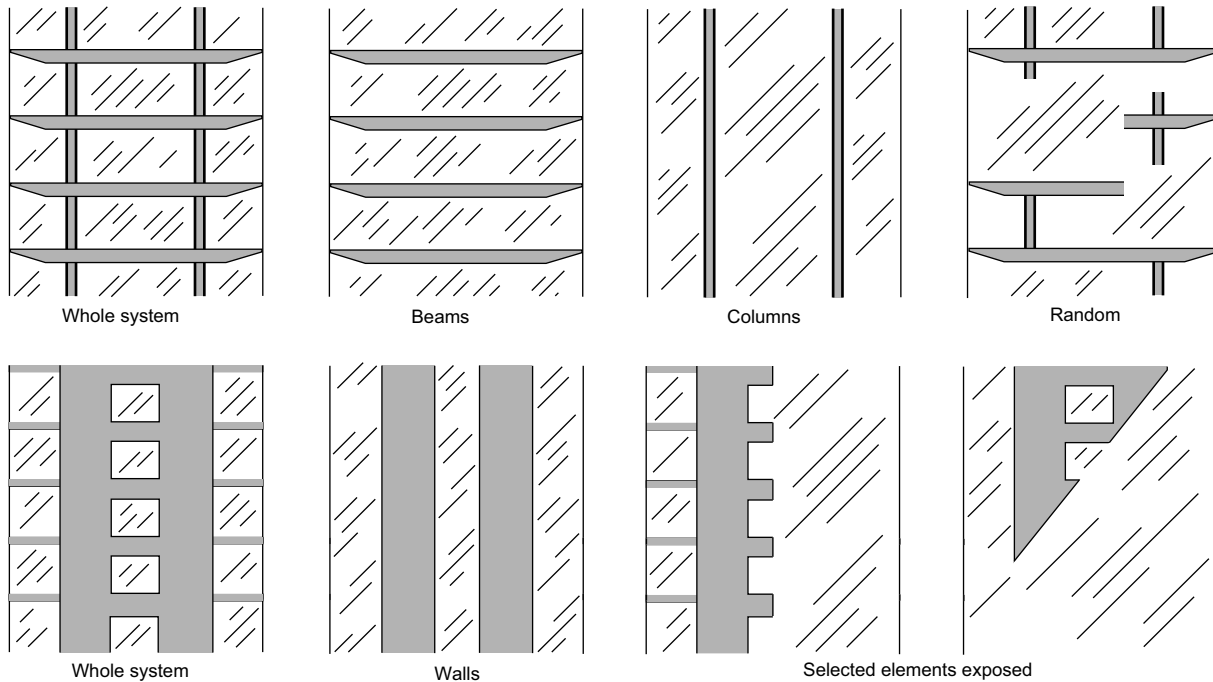 Whole system
Beams
Columns
Random
Whole system
Walls
Selected elements exposed